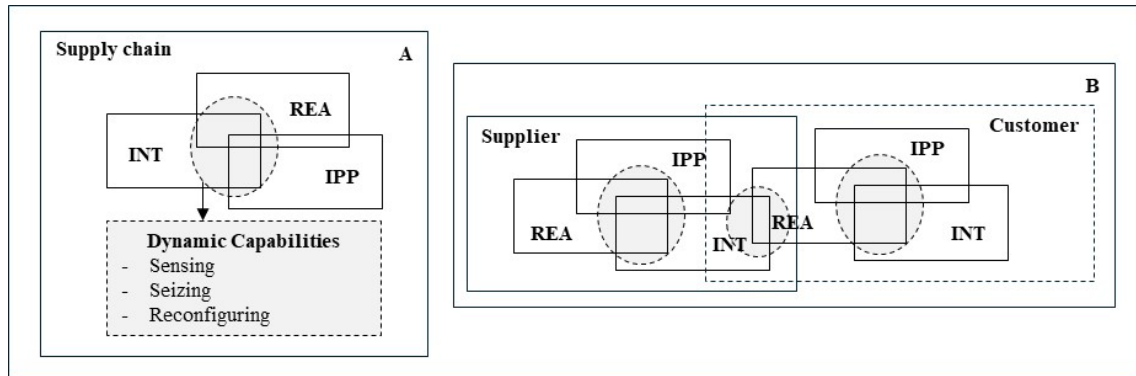 Supply chain
A
REA
INT
IPP
Dynamic Capabilities
- Sensing
- Seizing
- Reconfiguring
B
Supplier
Customer
IPP
REA
INT
REA
IPP
INT